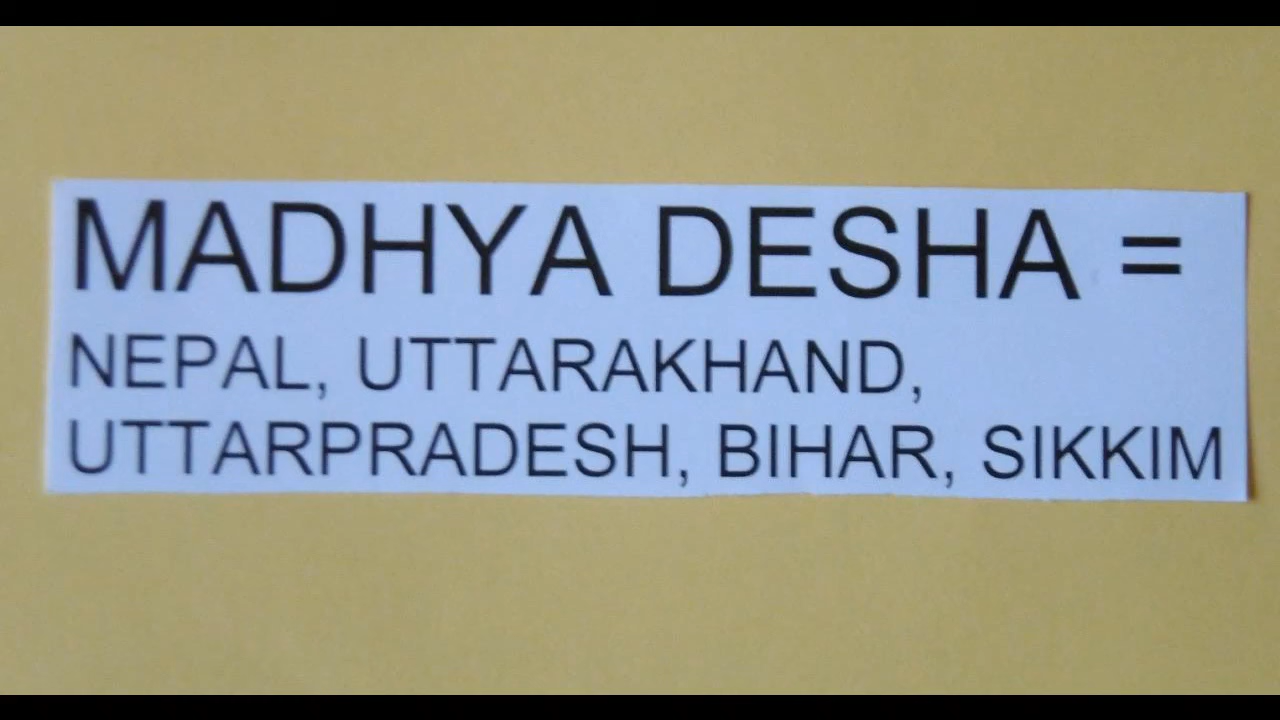 MADHYA DESHA =
NEPAL, UTTARAKHAND,
UTTARPRADESH, BIHAR, SIKKIM